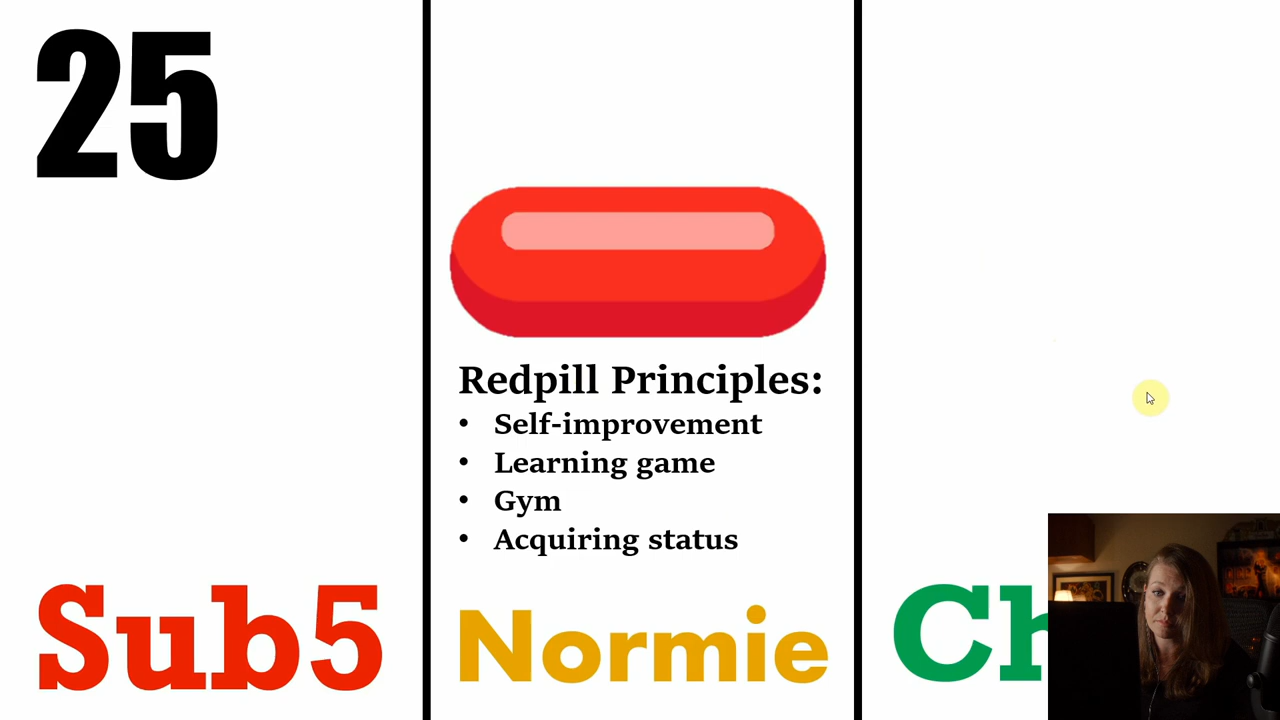 25
Redpill Principles:
• Self-improvement
• Learning game
• Gym
• Acquiring status
Sub5
Normie
Ch